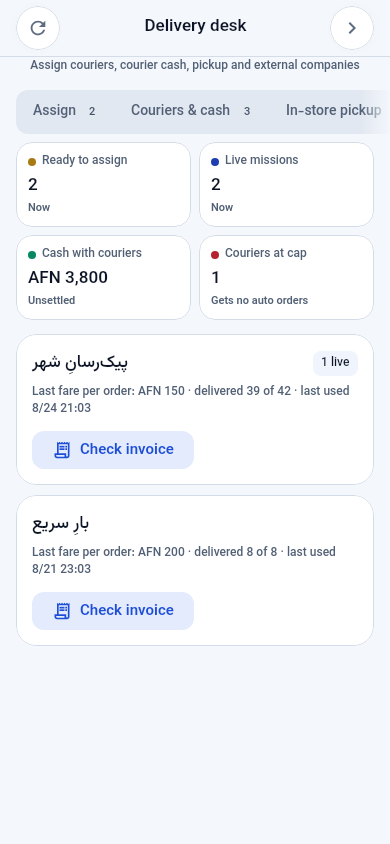 Delivery desk
Assign couriers, courier cash, pickup and external companies
Assign 2 Couriers & cash 3 In-store pickup
Ready to assign
2
Now
Live missions
2
Now
Cash with couriers
AFN 3,800
Unsettled
Couriers at cap
1
Gets no auto orders
پیک‌رسانِ شهر
1 live
Last fare per order: AFN 150 · delivered 39 of 42 · last used
8/24 21:03
Check invoice
بارِ سریع
Last fare per order: AFN 200 · delivered 8 of 8 · last used
8/21 23:03
Check invoice